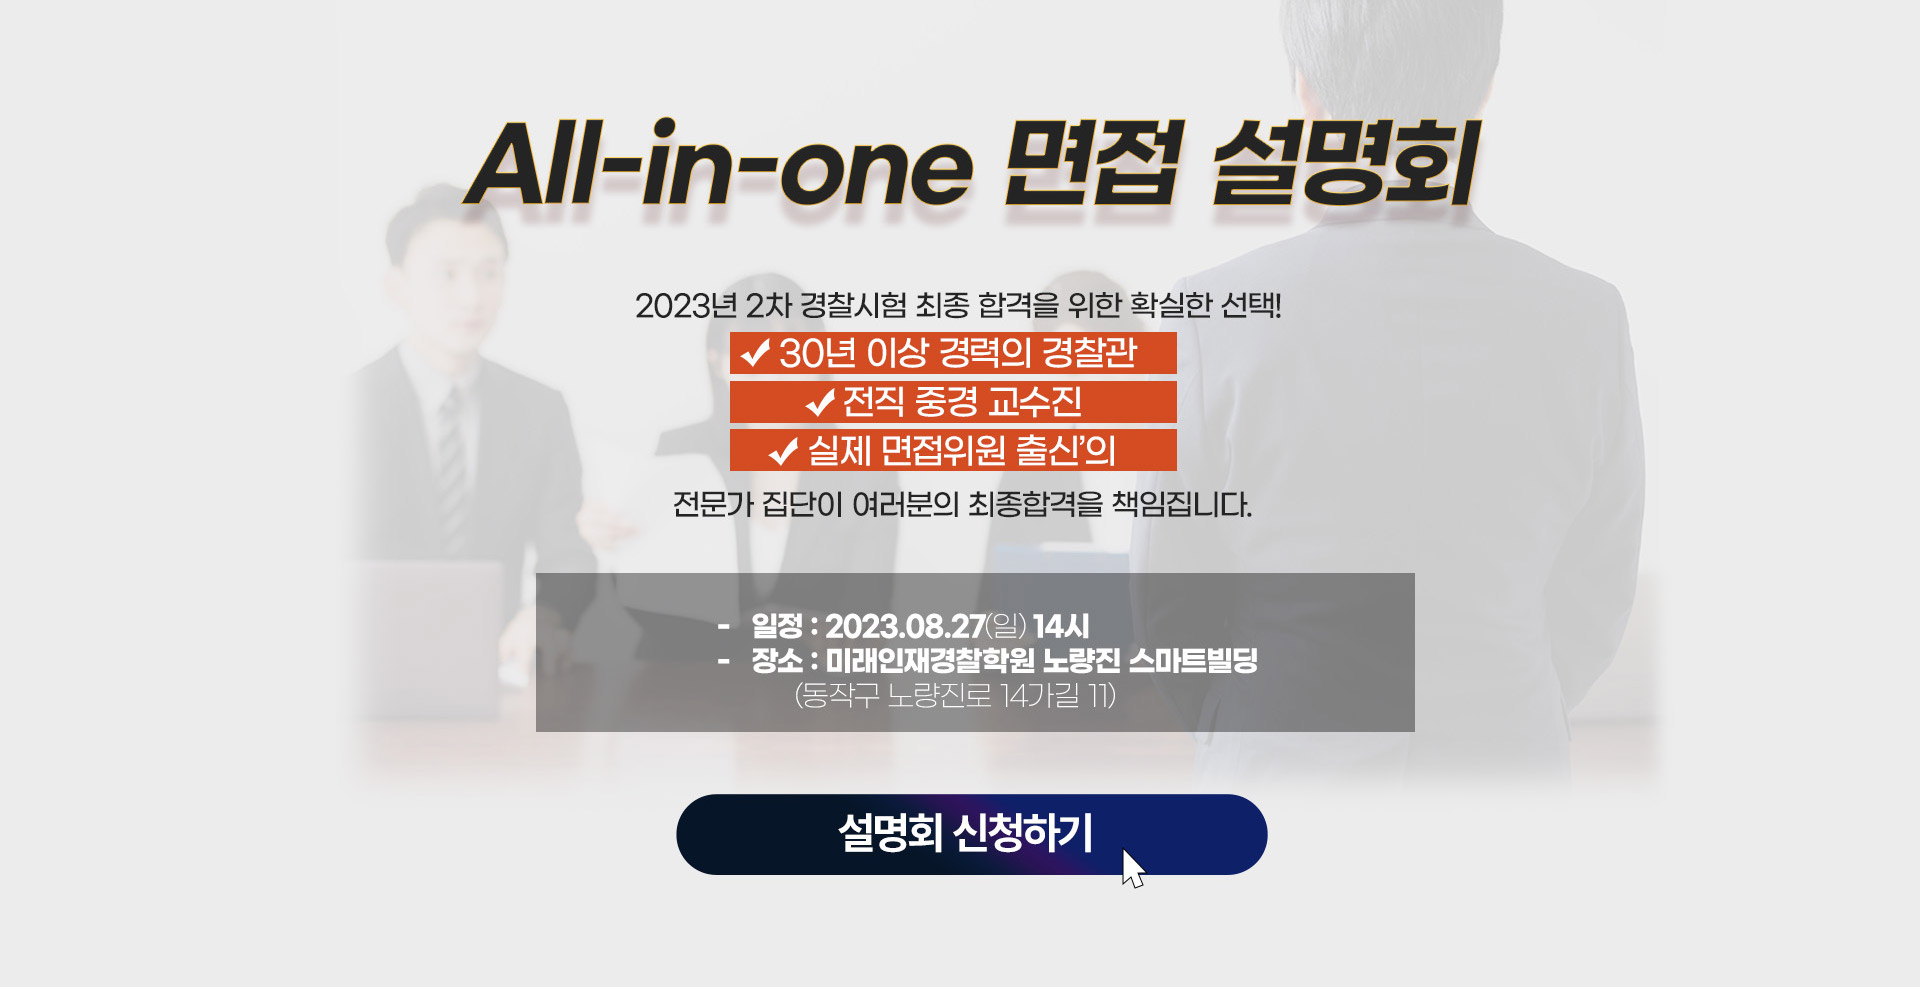 All-in-one 면접 설명회
2023년 2차 경찰시험 최종 합격을 위한 확실한 선택!
✓ 30년 이상 경력의 경찰관
✓ 전직 중경 교수진
✓ 실제 면접위원 출신’의
전문가 집단이 여러분의 최종합격을 책임집니다.
- 일정 : 2023.08.27(일) 14시
- 장소 : 미래인재경찰학원 노량진 스마트빌딩
(동작구 노량진로 14가길 11)
설명회 신청하기